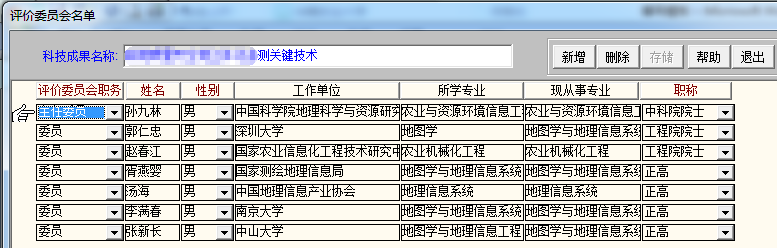 评价委员会名单
科技成果名称: 测关键技术
新增 删除 存储 帮助 退出
评价委员会职务 姓名 性别 工作单位 所学专业 现从事专业 职称
主任委员 孙九林 男 中国科学院地理科学与资源研究 农业与资源环境信息工 农业与资源环境信息工 中科院院士
委员 郭仁忠 男 深圳大学 地图学 地图学与地理信息系统 工程院院士
委员 赵春江 男 国家农业信息化工程技术研究中 农业机械化工程 农业机械化工程 工程院院士
委员 胥燕婴 男 国家测绘地理信息局 地图学与地理信息系统 地图学与地理信息系统 正高
委员 汤海 男 中国地理信息产业协会 地理信息系统 地理信息系统 正高
委员 李满春 男 南京大学 地图学与地理信息系统 地图学与地理信息系统 正高
委员 张新长 男 中山大学 地图学与地理信息工程 地图学与地理信息系统 正高